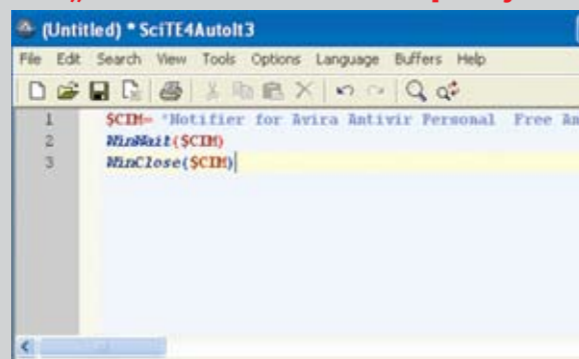 (Untitled) * SciTE4AutoIt3
File Edit Search View Tools Options Language Buffers Help
1 $CIM= "Notifier for Avira Antivir Personal Free
2 WinWait($CIM)
3 WinClose($CIM)